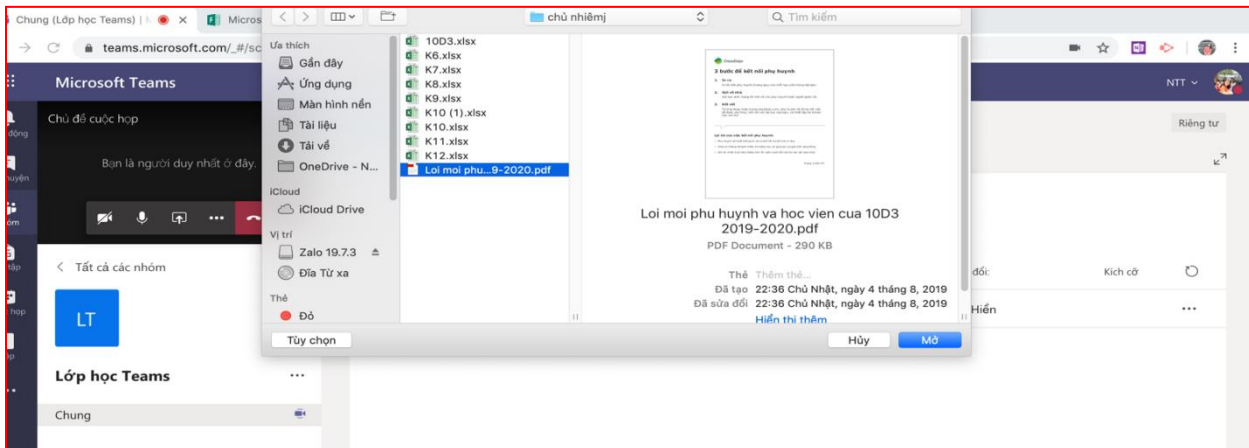 Chung (Lớp học Teams) |
Micros
chủ nhiêmj
Tìm kiếm
teams.microsoft.com/_#/sc
Microsoft Teams
NTT
Chủ đề cuộc họp
Bạn là người duy nhất ở đây.
Riêng tư
Ưa thích
Gần đây
Ứng dụng
Màn hình nền
Tài liệu
Tải về
OneDrive - N...
iCloud
iCloud Drive
Vị trí
Zalo 19.7.3
Đĩa Từ xa
Thẻ
Đỏ
10D3.xlsx
K6.xlsx
K7.xlsx
K8.xlsx
K9.xlsx
K10 (1).xlsx
K10.xlsx
K11.xlsx
K12.xlsx
Loi moi phu...9-2020.pdf
3 bước để kết nối phụ huynh
Loi moi phu huynh va hoc vien cua 10D3
2019-2020.pdf
PDF Document - 290 KB
Thẻ Thêm thẻ...
Đã tạo 22:36 Chủ Nhật, ngày 4 tháng 8, 2019
Đã sửa đổi 22:36 Chủ Nhật, ngày 4 tháng 8, 2019
Hiển thị thêm
Tùy chọn
Hủy
Mở
đổi:
Kích cỡ
Hiền
Tất cả các nhóm
LT
Lớp học Teams
Chung